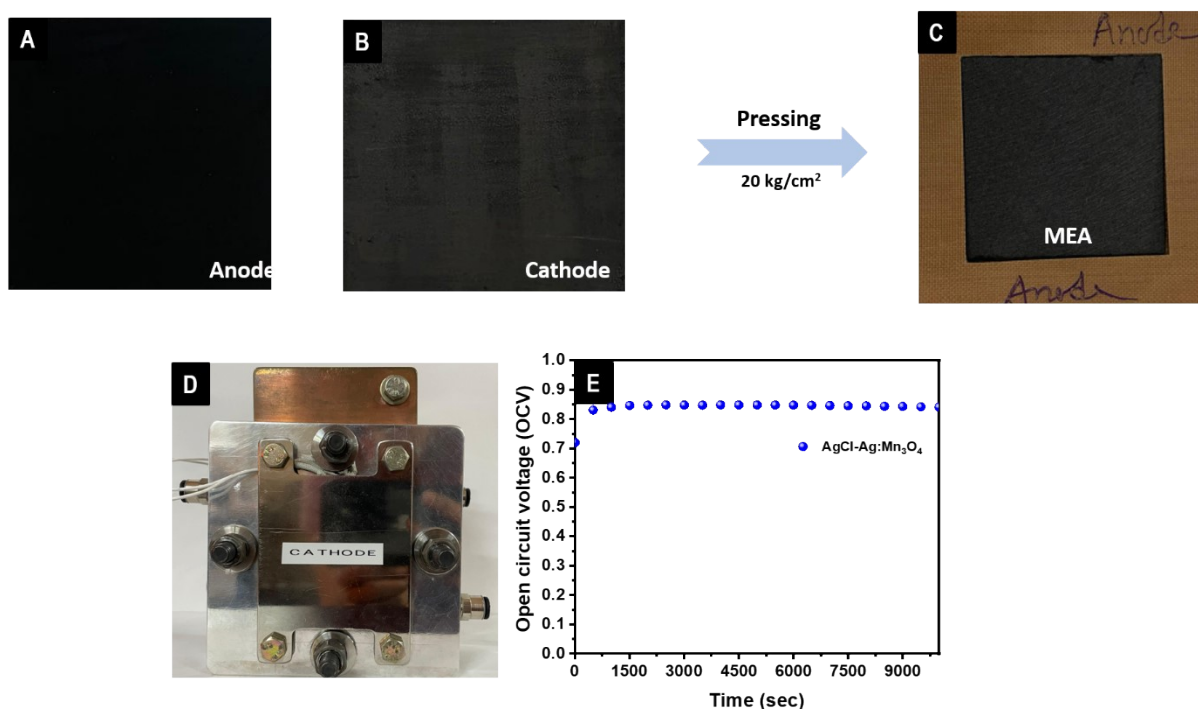 A
Anode
B
Cathode
Pressing
20 kg/cm²
C
Anode
MEA
Anode
D
CATHODE
E
Open circuit voltage (OCV)
1.0
0.9
0.8
0.7
0.6
0.5
0.4
0.3
0.2
0.1
0.0
AgCl-Ag:Mn₃O₄
0 1500 3000 4500 6000 7500 9000
Time (sec)